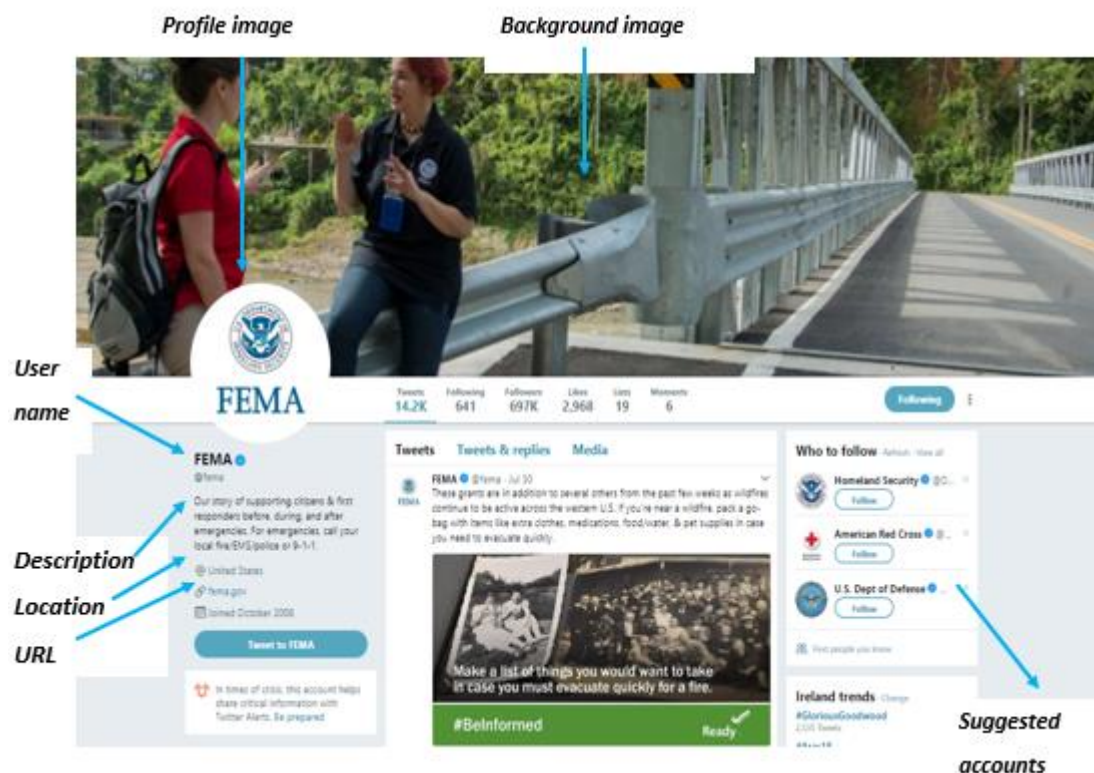 Profile image
Background image
FEMA
Tweets Following Followers Likes Lists Moments
14.2K 641 697K 2,968 19 6
Following
User
name
FEMA
@fema
Our story of supporting citizens & first
responders before, during, and after
emergencies. For emergencies, call your
local fire/EMS/police or 9-1-1.
Description
Location
URL
United States
fema.gov
Joined October 2008
Tweet to FEMA
In times of crisis, this account helps
share critical information with
Twitter Alerts. Be prepared
Tweets Tweets & replies Media
FEMA @fema · Jul 30
These grants are in addition to several others from the past few weeks as wildfires
continue to be active across the western U.S. If you're near a wildfire, pack a go-
bag with items like extra clothes, medications, food/water, & pet supplies in case
you need to evacuate quickly.
FEMA
Make a list of things you would want to take
in case you must evacuate quickly for a fire.
#BeInformed
Ready
Who to follow · Refresh · View all
Homeland Security @D...
Follow
American Red Cross @...
Follow
U.S. Dept of Defense ...
Follow
Find people you know
Ireland trends · Change
#GloriousGoodwood
Tweets
Suggested
accounts